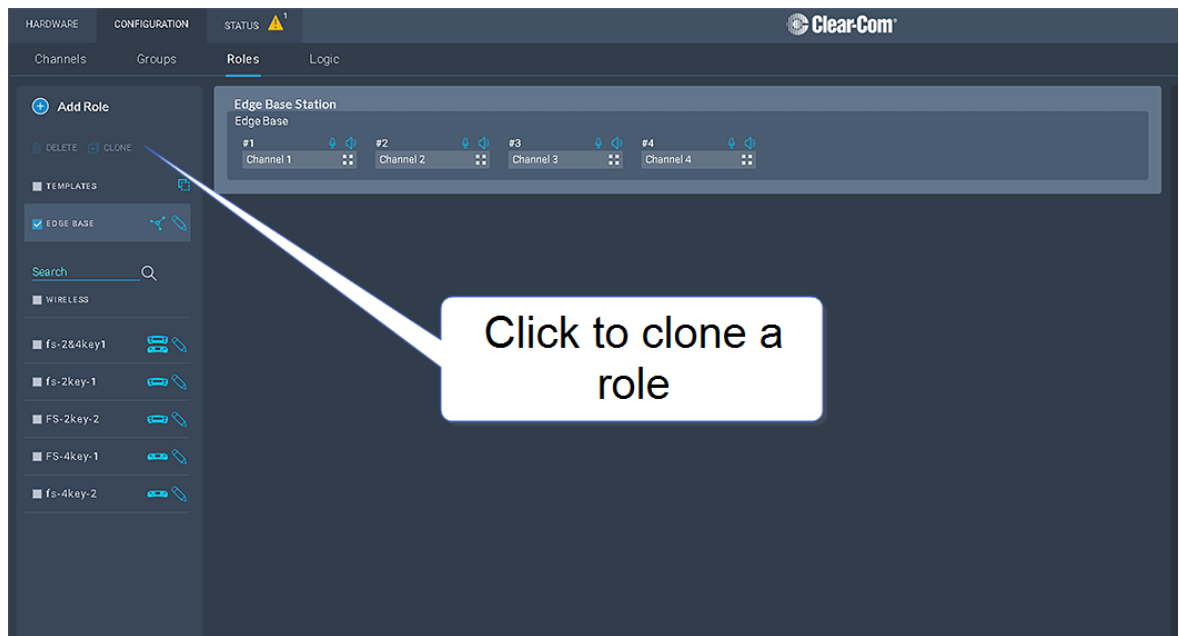 HARDWARE CONFIGURATION STATUS 1 Clear-Com
Channels Groups Roles Logic
Add Role
DELETE CLONE
TEMPLATES
EDGE BASE
Search
WIRELESS
fs-2&4key1
fs-2key-1
FS-2key-2
FS-4key-1
fs-4key-2
Edge Base Station
Edge Base
#1 #2 #3 #4
Channel 1 Channel 2 Channel 3 Channel 4
Click to clone a
role